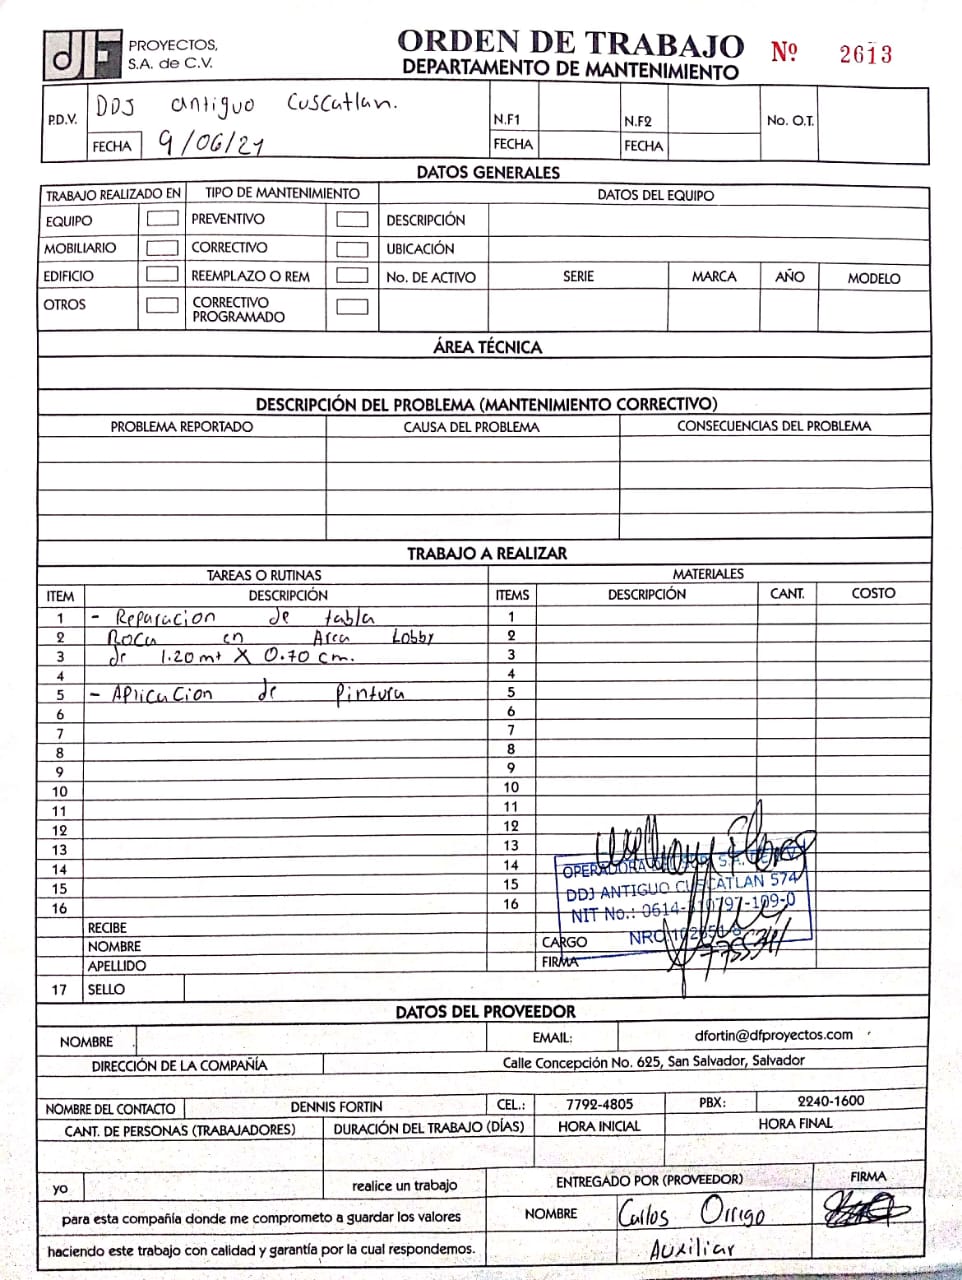 DF PROYECTOS, S.A. de C.V.
ORDEN DE TRABAJO
DEPARTAMENTO DE MANTENIMIENTO
Nº 2613
P.D.V. DDJ antiguo Cuscatlan.
FECHA 9/06/21
N.F1
FECHA
N.F2
FECHA
No. O.T.
DATOS GENERALES
TRABAJO REALIZADO EN TIPO DE MANTENIMIENTO DATOS DEL EQUIPO
EQUIPO PREVENTIVO DESCRIPCIÓN
MOBILIARIO CORRECTIVO UBICACIÓN
EDIFICIO REEMPLAZO O REM No. DE ACTIVO SERIE MARCA AÑO MODELO
OTROS CORRECTIVO PROGRAMADO
ÁREA TÉCNICA
DESCRIPCIÓN DEL PROBLEMA (MANTENIMIENTO CORRECTIVO)
PROBLEMA REPORTADO CAUSA DEL PROBLEMA CONSECUENCIAS DEL PROBLEMA
TRABAJO A REALIZAR
TAREAS O RUTINAS MATERIALES
ITEM DESCRIPCIÓN ITEMS DESCRIPCIÓN CANT. COSTO
1 - Reparacion de tabla 1
2 Roca en Area Lobby 2
3 de 1.20 mt X 0.70 cm. 3
4 4
5 - Aplicacion de pintura 5
6 6
7 7
8 8
9 9
10 10
11 11
12 12
13 13
14 14
15 15
16 16
OPERADORA S.A.
DDJ ANTIGUO CUSCATLAN 574
NIT No.: 0614-
-109-0
NRC
RECIBE
NOMBRE CARGO
APELLIDO FIRMA
17 SELLO
DATOS DEL PROVEEDOR
NOMBRE EMAIL: dfortin@dfproyectos.com
DIRECCIÓN DE LA COMPAÑÍA Calle Concepción No. 625, San Salvador, Salvador
NOMBRE DEL CONTACTO DENNIS FORTIN CEL.: 7792-4805 PBX: 2240-1600
CANT. DE PERSONAS (TRABAJADORES) DURACIÓN DEL TRABAJO (DÍAS) HORA INICIAL HORA FINAL
yo realice un trabajo ENTREGADO POR (PROVEEDOR) FIRMA
para esta compañía donde me comprometo a guardar los valores NOMBRE Carlos Orrigo
haciendo este trabajo con calidad y garantía por la cual respondemos. Auxiliar